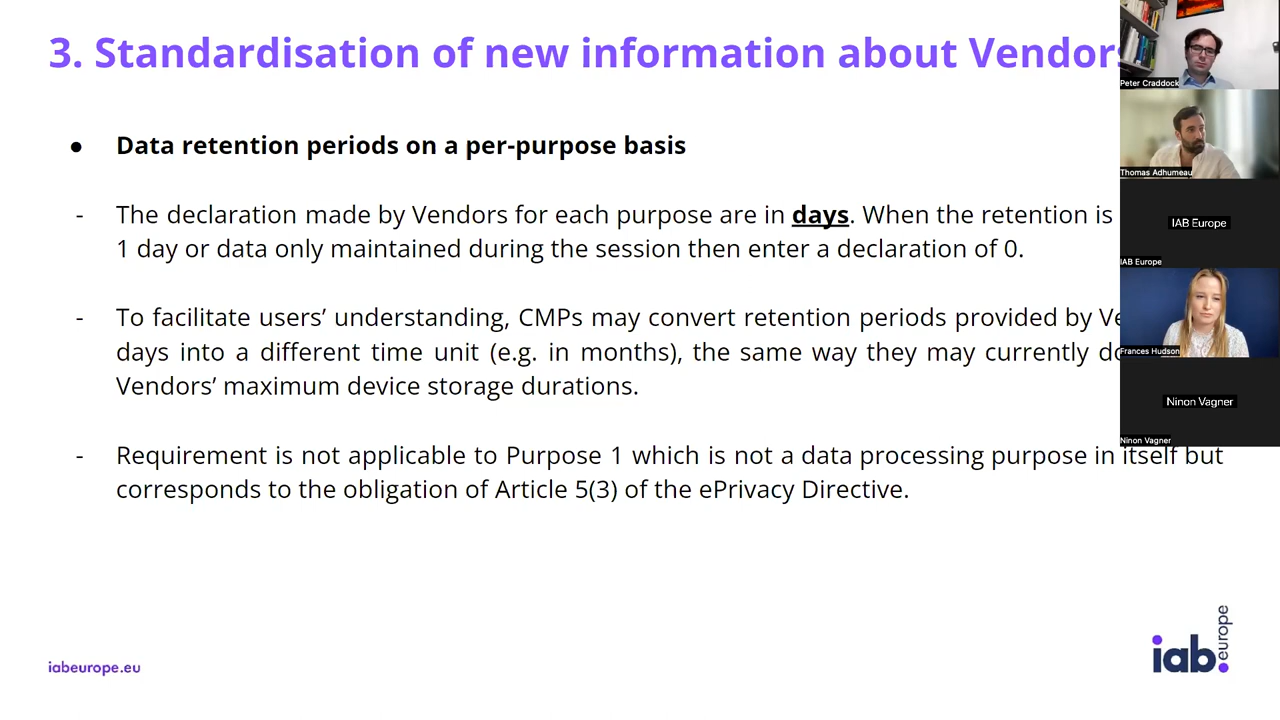 3. Standardisation of new information about Vendors
● Data retention periods on a per-purpose basis
- The declaration made by Vendors for each purpose are in days. When the retention is
1 day or data only maintained during the session then enter a declaration of 0.
- To facilitate users’ understanding, CMPs may convert retention periods provided by
days into a different time unit (e.g. in months), the same way they may currently
Vendors’ maximum device storage durations.
- Requirement is not applicable to Purpose 1 which is not a data processing purpose in itself but
corresponds to the obligation of Article 5(3) of the ePrivacy Directive.
iabeurope.eu
iab.
europe
Peter Craddock
Thomas Adhumeau
IAB Europe
IAB Europe
Frances Hudson
Ninon Vagner
Ninon Vagner